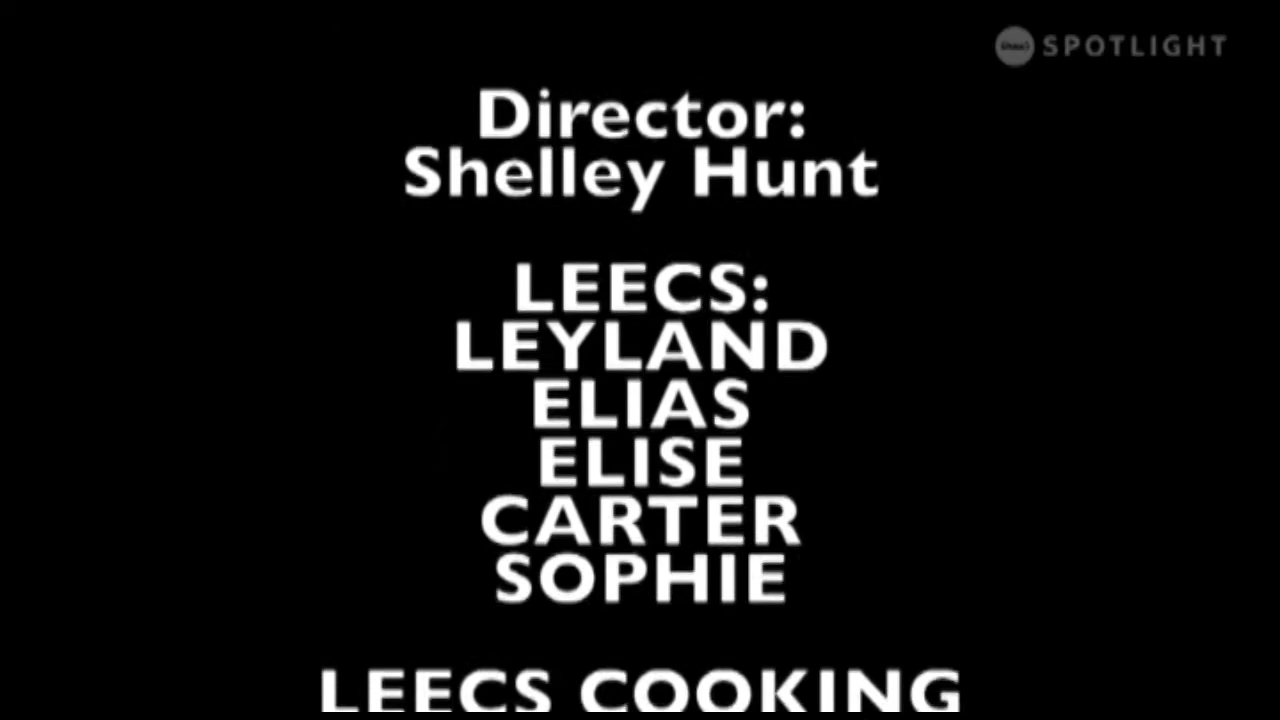 SPOTLIGHT
Director:
Shelley Hunt
LEECS:
LEYLAND
ELIAS
ELISE
CARTER
SOPHIE
LEECS COOKING